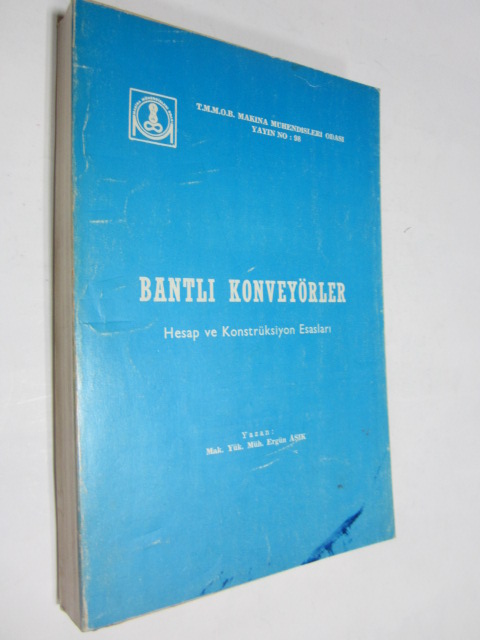 T.M.M.O.B. MAKINA MUHENDISLERI ODASI
YAYIN NO : 98
BANTLI KONVEYÖRLER
Hesap ve Konstrüksiyon Esasları
Yazan :
Mak. Yük. Müh. Ergün AŞIK